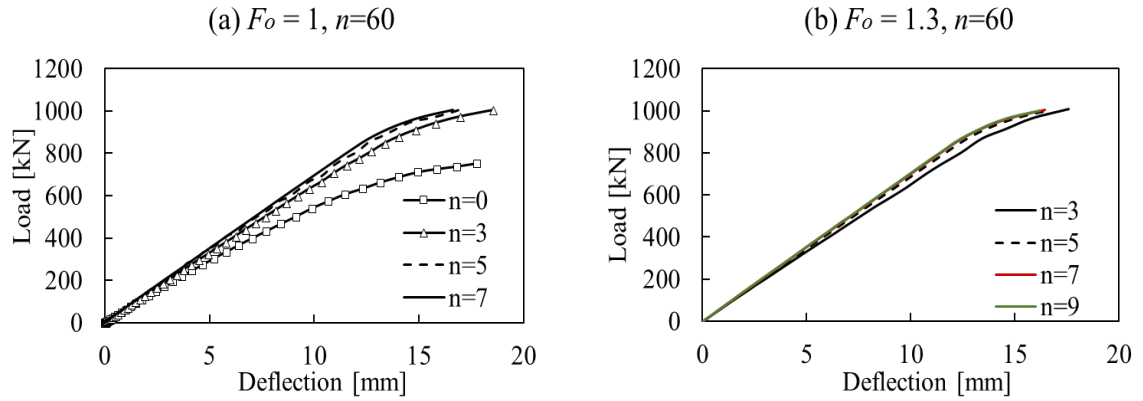 (a) Fo = 1, n=60
1200
1000
800
600
400
200
0
Load [kN]
0 5 10 15 20
Deflection [mm]
n=0
n=3
n=5
n=7
(b) Fo = 1.3, n=60
1200
1000
800
600
400
200
0
Load [kN]
0 5 10 15 20
Deflection [mm]
n=3
n=5
n=7
n=9